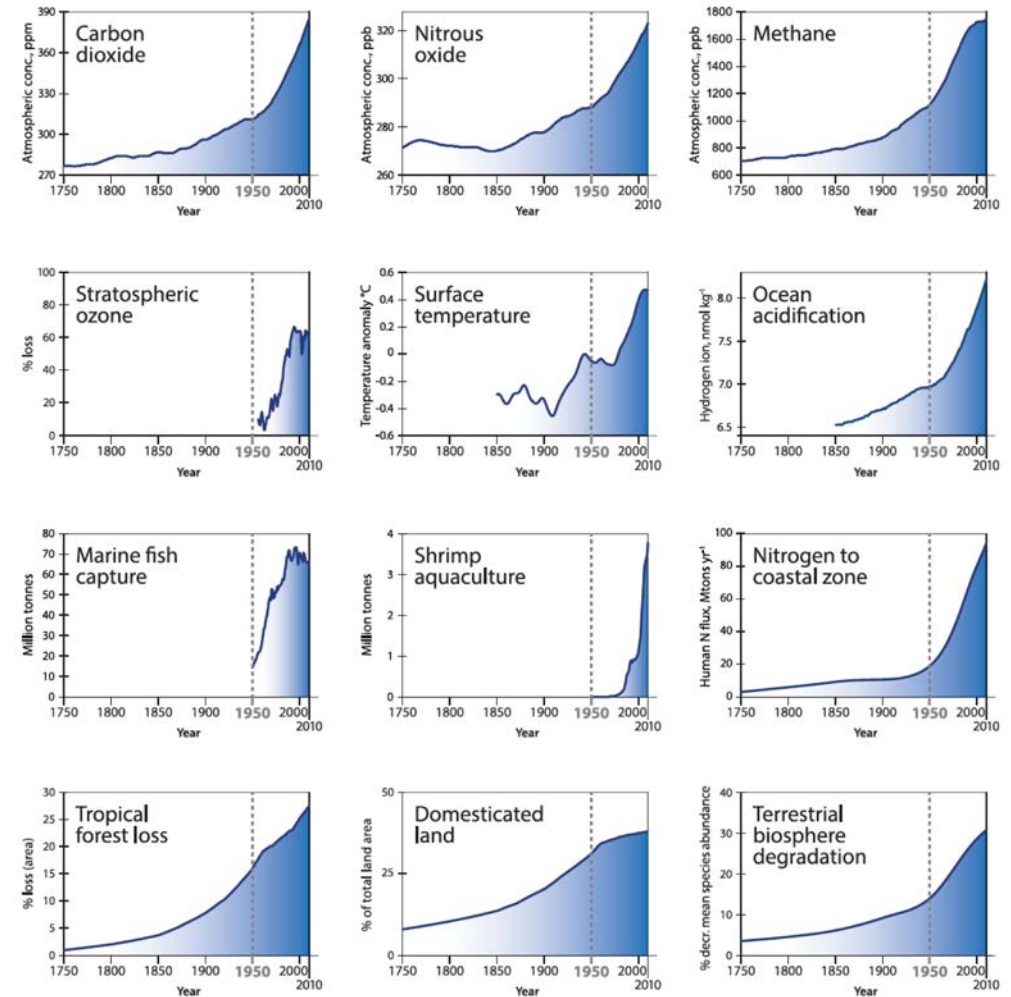 390
360
330
300
270
Atmospheric conc., ppm
Carbon
dioxide
1750 1800 1850 1900 1950 2000
2010
Year
320
300
280
260
Atmospheric conc., ppb
Nitrous
oxide
1750 1800 1850 1900 1950 2000
2010
Year
1800
1600
1400
1200
1000
800
600
Atmospheric conc., ppb
Methane
1750 1800 1850 1900 1950 2000
2010
Year
100
80
60
40
20
0
% loss
Stratospheric
ozone
1750 1800 1850 1900 1950 2000
2010
Year
0.6
0.4
0.2
0
-0.2
-0.4
-0.6
Temperature anomaly °C
Surface
temperature
1750 1800 1850 1900 1950 2000
2010
Year
8.0
7.5
7.0
6.5
Hydrogen ion, nmol kg⁻¹
Ocean
acidification
1750 1800 1850 1900 1950 2000
2010
Year
80
70
60
50
40
30
20
10
0
Million tonnes
Marine fish
capture
1750 1800 1850 1900 1950 2000
2010
Year
4
3
2
1
0
Million tonnes
Shrimp
aquaculture
1750 1800 1850 1900 1950 2000
2010
Year
100
80
60
40
20
0
Human N flux, Mtons yr⁻¹
Nitrogen to
coastal zone
1750 1800 1850 1900 1950 2000
2010
Year
30
25
20
15
10
5
0
% loss (area)
Tropical
forest loss
1750 1800 1850 1900 1950 2000
2010
Year
50
25
0
% of total land area
Domesticated
land
1750 1800 1850 1900 1950 2000
2010
Year
40
30
20
10
0
% decr. mean species abundance
Terrestrial
biosphere
degradation
1750 1800 1850 1900 1950 2000
2010
Year